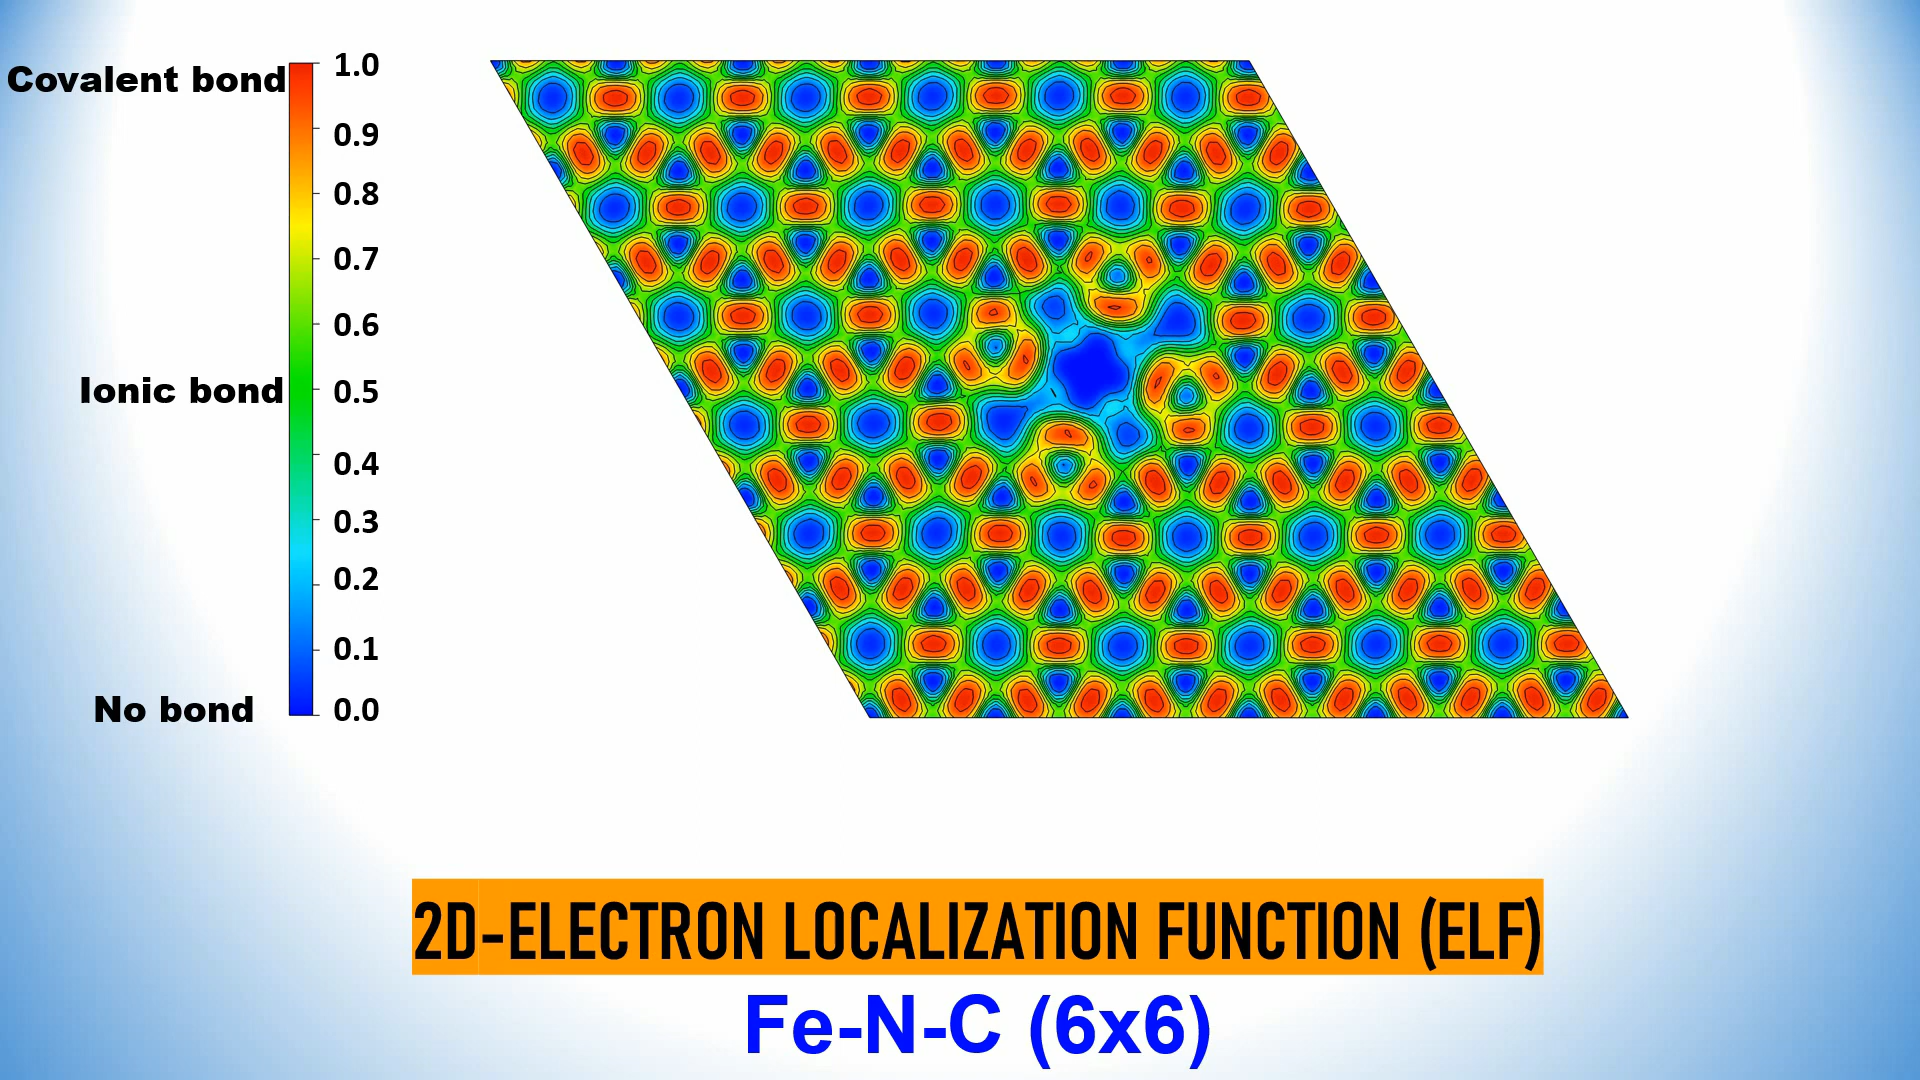 Covalent bond
1.0
0.9
0.8
0.7
0.6
Ionic bond
0.5
0.4
0.3
0.2
0.1
No bond
0.0
2D-ELECTRON LOCALIZATION FUNCTION (ELF)
Fe-N-C (6x6)